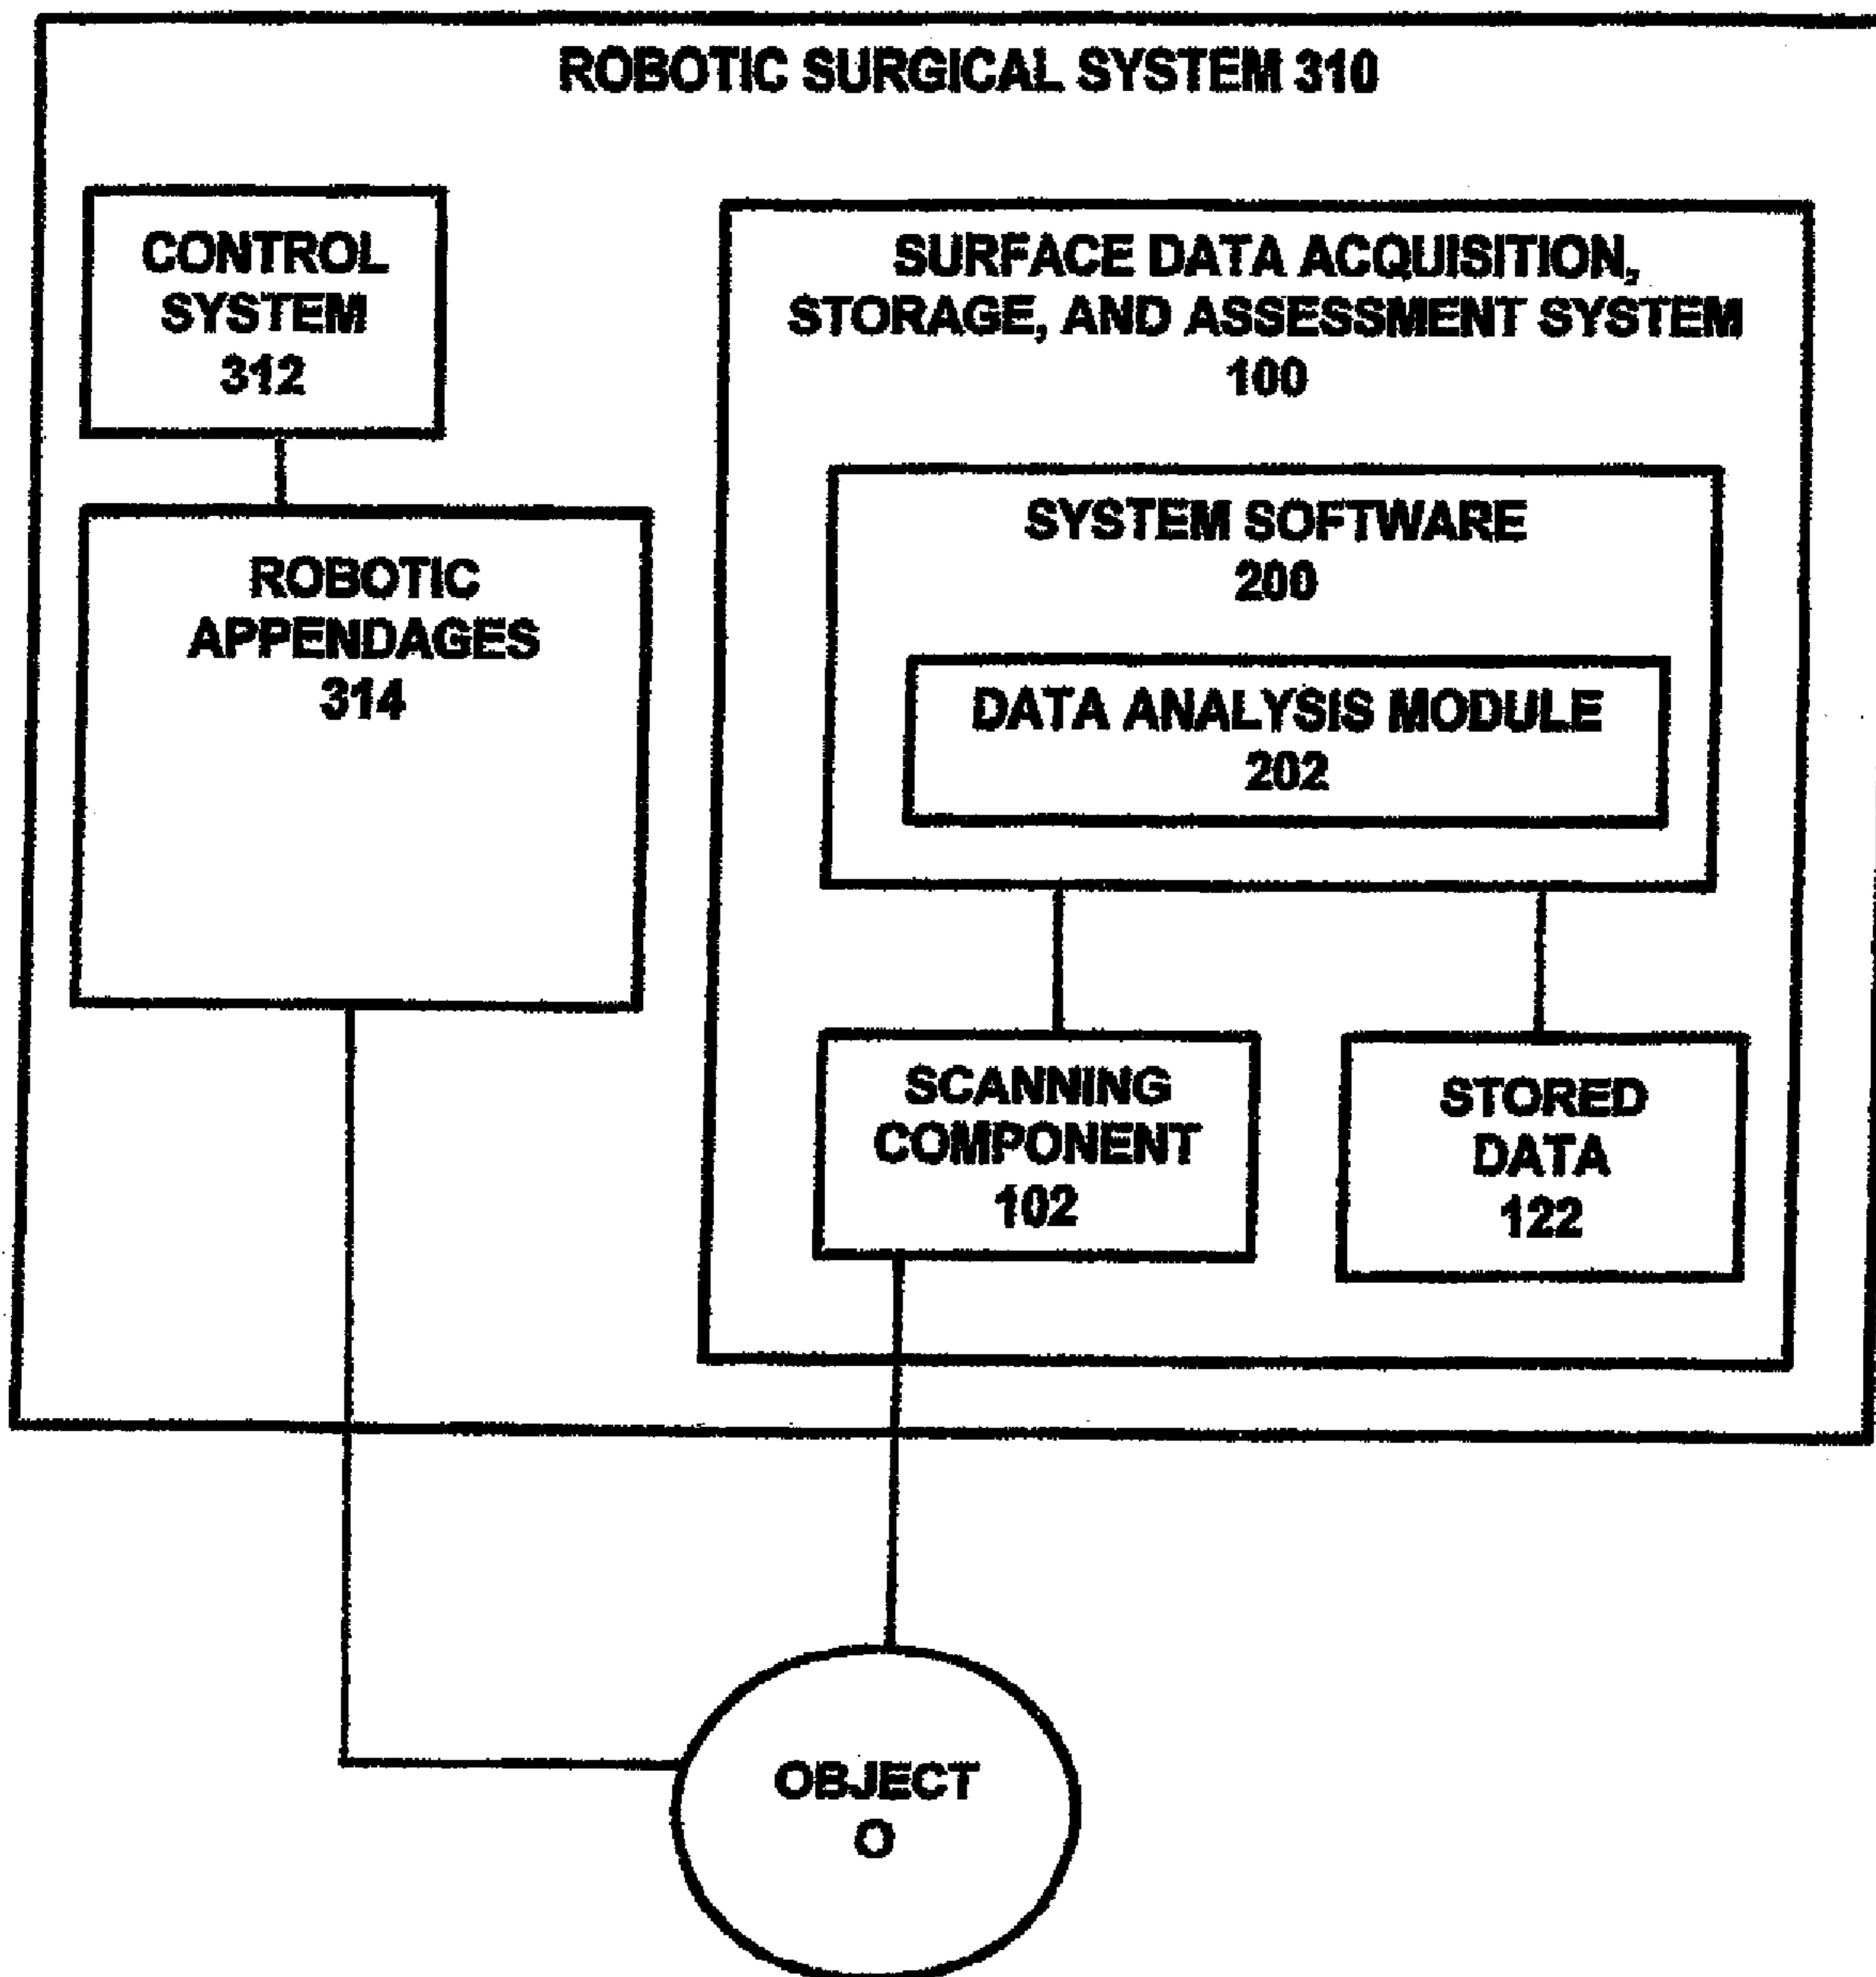 ROBOTIC SURGICAL SYSTEM 310
CONTROL
SYSTEM
312
ROBOTIC
APPENDAGES
314
SURFACE DATA ACQUISITION,
STORAGE, AND ASSESSMENT SYSTEM
100
SYSTEM SOFTWARE
200
DATA ANALYSIS MODULE
202
SCANNING
COMPONENT
102
STORED
DATA
122
OBJECT
O